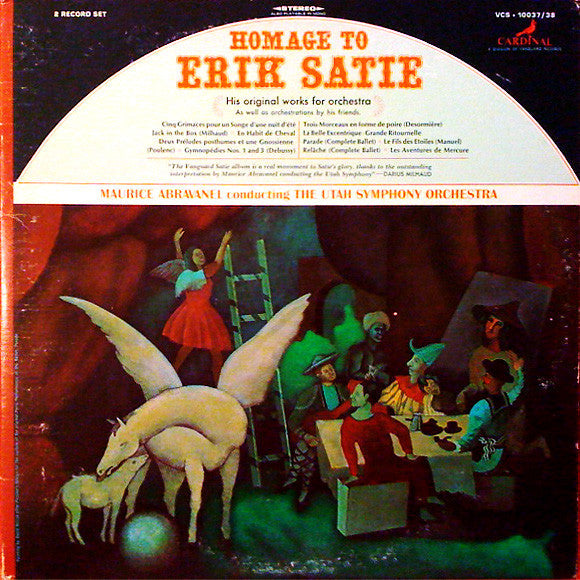 2 RECORD SET
STEREO
ALSO PLAYABLE IN MONO
VCS • 10037/38
CARDINAL
A DIVISION OF VANGUARD RECORDS
HOMAGE TO
ERIK SATIE
His original works for orchestra
As well as orchestrations by his friends.
Cinq Grimaces pour un Songe d'une nuit d'été
Jack in the Box (Milhaud) • En Habit de Cheval
Deux Préludes posthumes et une Gnossienne
(Poulenc) • Gymnopédies Nos. 1 and 3 (Debussy)
Trois Morceaux en forme de poire (Desormière)
La Belle Excentrique: Grande Ritournelle
Parade (Complete Ballet) • Le Fils des Etoiles (Manuel)
Relâche (Complete Ballet) • Les Aventures de Mercure
"The Vanguard Satie album is a real monument to Satie's glory, thanks to the outstanding
interpretation by Maurice Abravanel conducting the Utah Symphony"—DARIUS MILHAUD
MAURICE ABRAVANEL conducting THE UTAH SYMPHONY ORCHESTRA